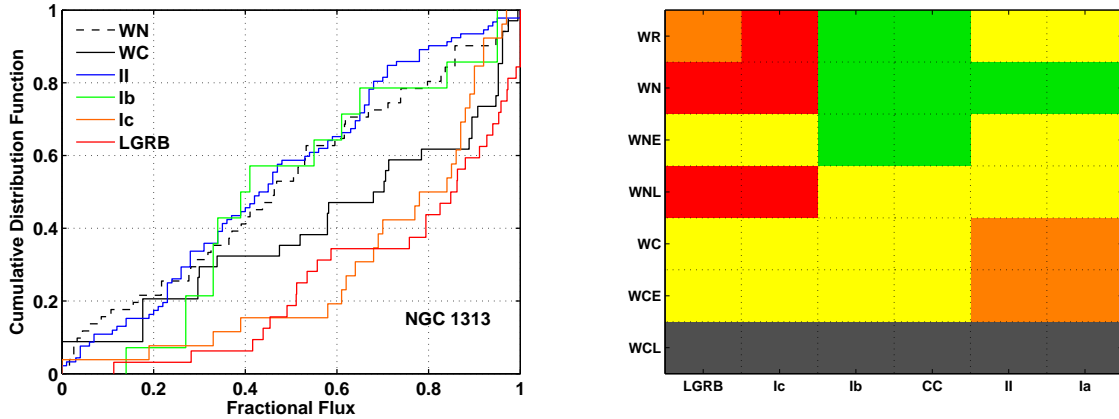 Cumulative Distribution Function
1
0.8
0.6
0.4
0.2
0
WN
WC
II
Ib
Ic
LGRB
NGC 1313
0 0.2 0.4 0.6 0.8 1
Fractional Flux
WR
WN
WNE
WNL
WC
WCE
WCL
LGRB Ic Ib CC II Ia